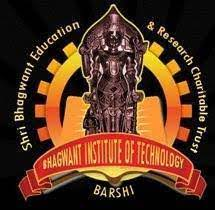 Shri Bhagwant Education
& Research Charitable Trust
BHAGWANT INSTITUTE OF TECHNOLOGY
BARSHI